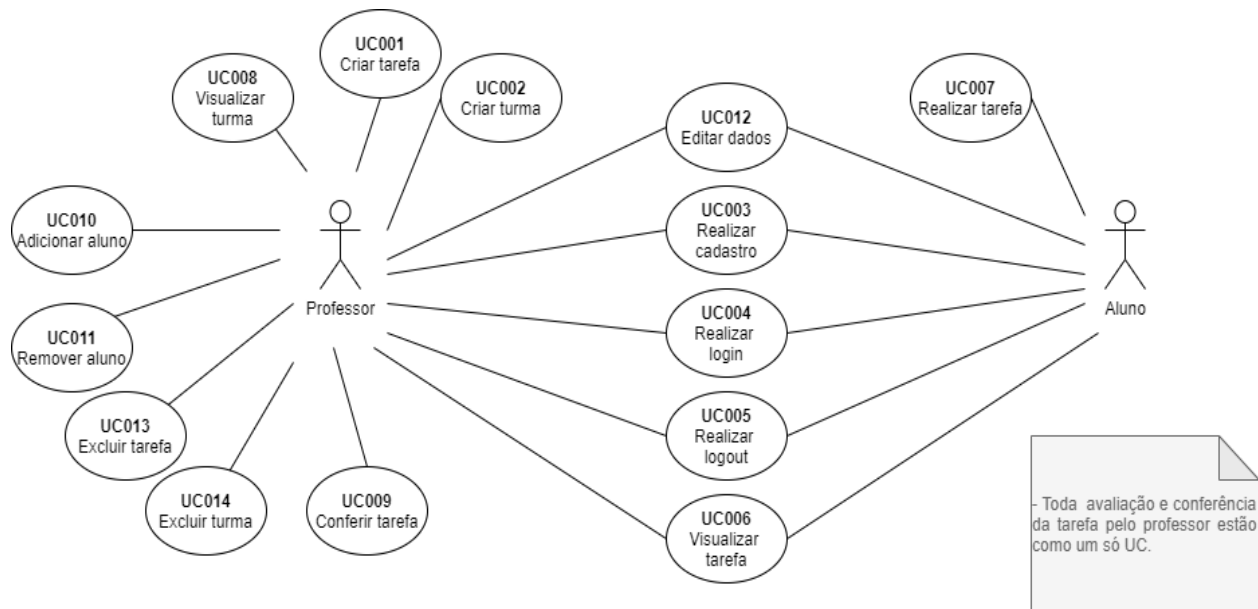 UC001
Criar tarefa
UC008
Visualizar
turma
UC002
Criar turma
UC012
Editar dados
UC007
Realizar tarefa
UC010
Adicionar aluno
UC003
Realizar
cadastro
Professor
Aluno
UC011
Remover aluno
UC004
Realizar
login
UC013
Excluir tarefa
UC005
Realizar
logout
UC014
Excluir turma
UC009
Conferir tarefa
UC006
Visualizar
tarefa
- Toda avaliação e conferência
da tarefa pelo professor estão
como um só UC.